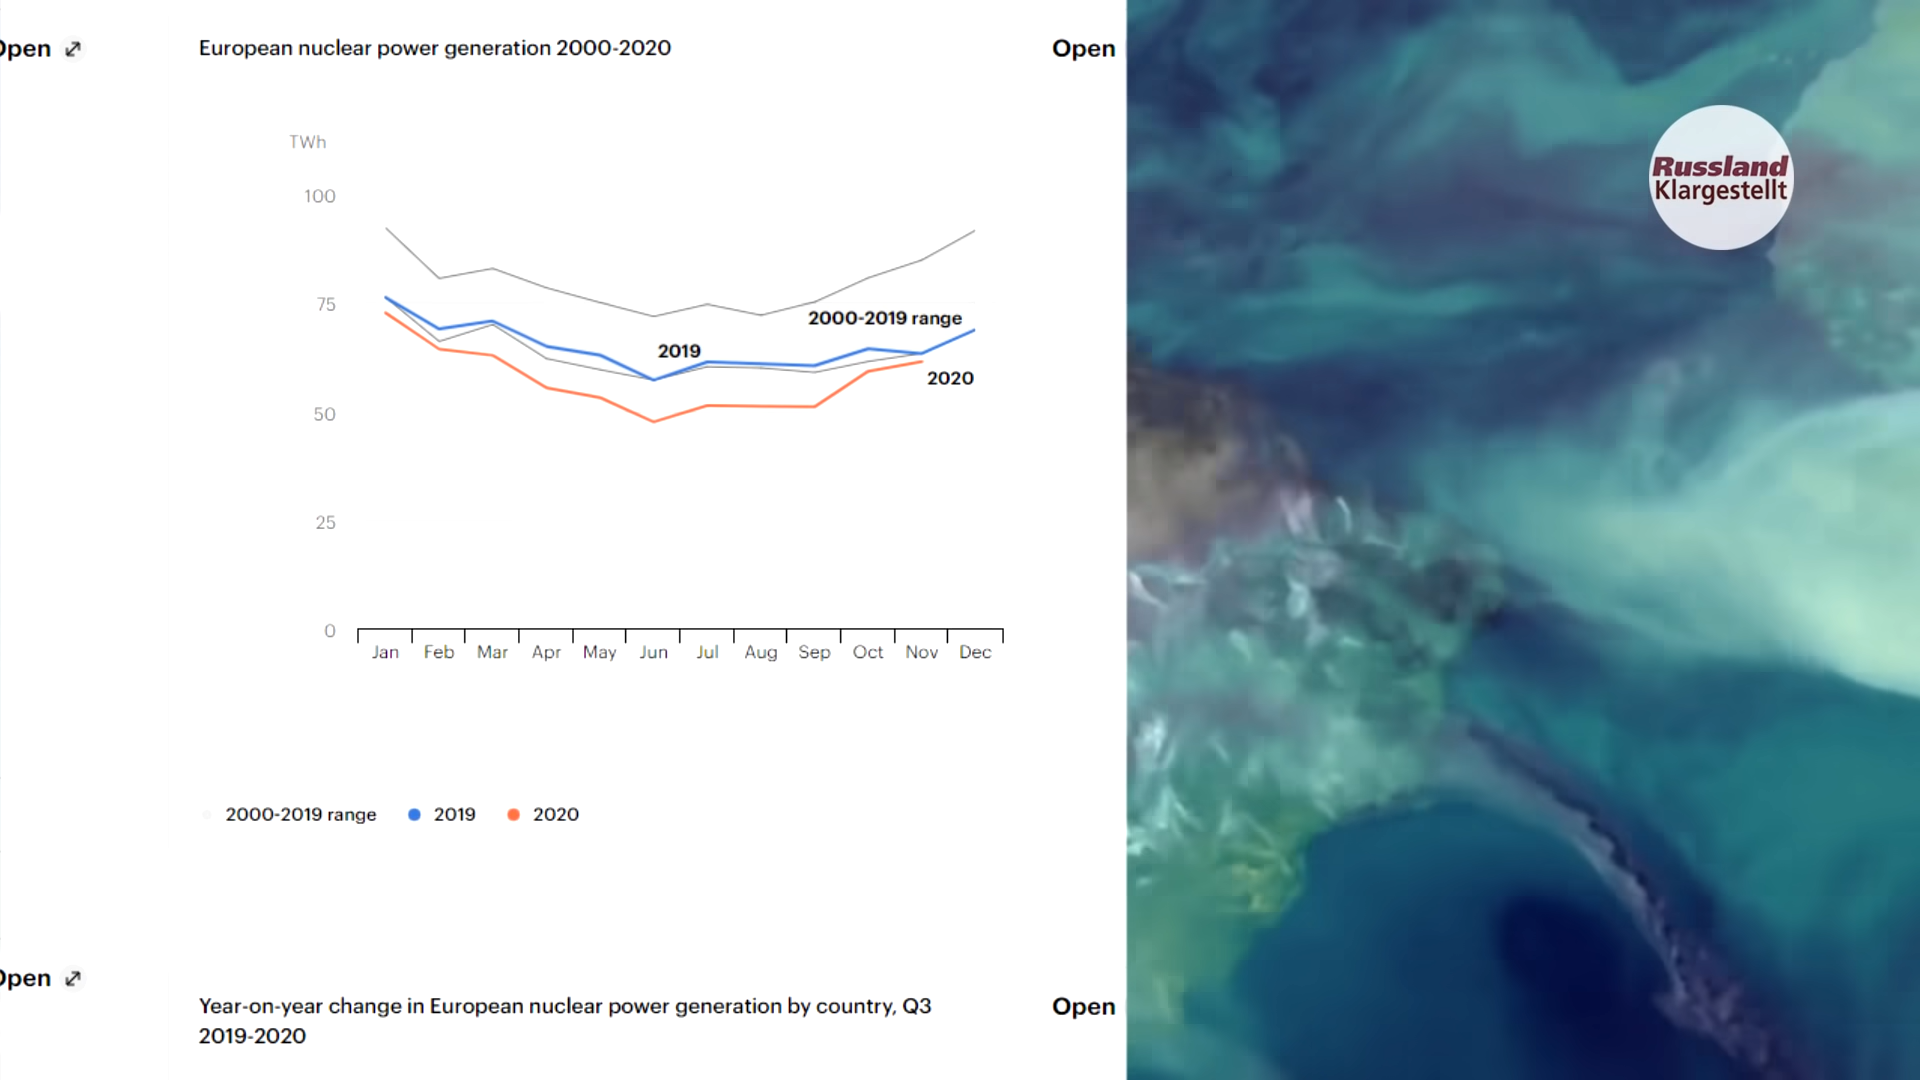 Open
European nuclear power generation 2000-2020
Open
TWh
100
75
50
25
0
2000-2019 range
2019
2020
Jan Feb Mar Apr May Jun Jul Aug Sep Oct Nov Dec
2000-2019 range 2019 2020
Open
Year-on-year change in European nuclear power generation by country, Q3
2019-2020
Open
Russland
Klargestellt